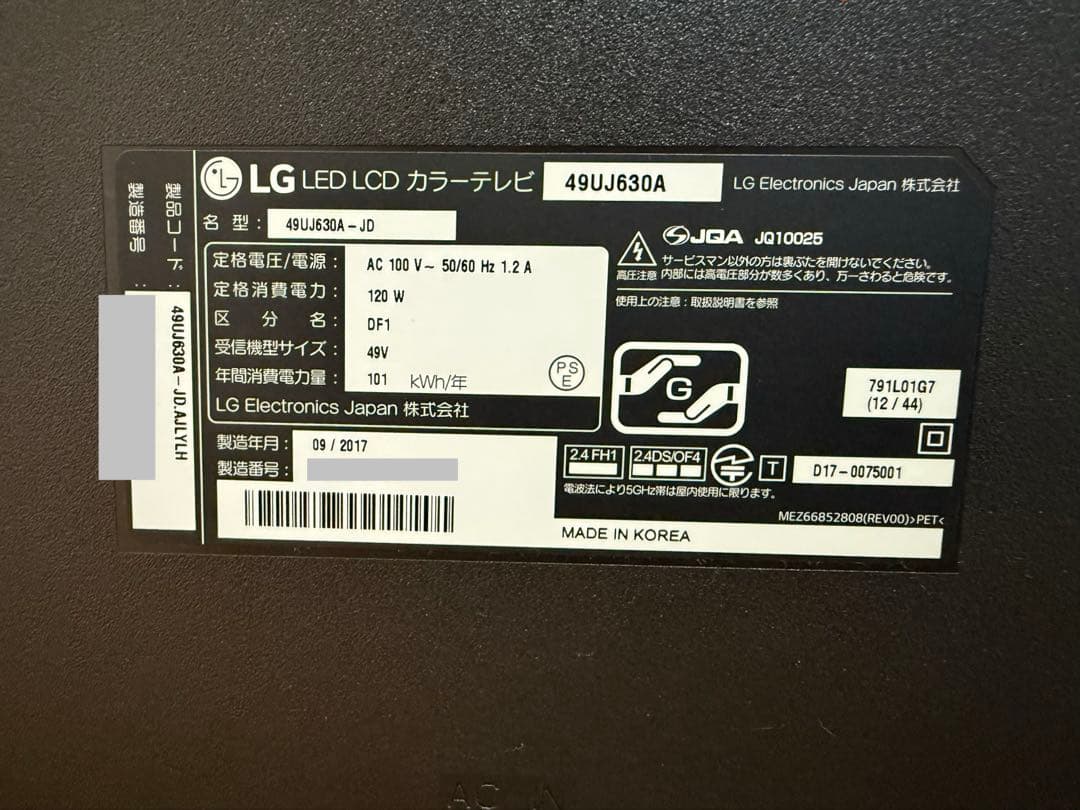 LG LED LCD カラーテレビ 49UJ630A LG Electronics Japan 株式会社
名 型： 49UJ630A-JD
定格電圧/電源： AC 100 V~ 50/60 Hz 1.2 A
定格消費電力： 120 W
区 分 名： DF1
受信機型サイズ： 49V
年間消費電力量： 101 kWh/年
PSE
LG Electronics Japan 株式会社
製造年月： 09 / 2017
製造番号：
製品コード： 49UJ630A-JD.AJLYLH
製造番号：
JQA JQ10025
サービスマン以外の方は裏ぶたを開けないでください。
高圧注意 内部には高電圧部分が数多くあり、万一さわると危険です。
使用上の注意：取扱説明書を参照
G
791L01G7
(12 / 44)
2.4 FH1 2.4DS/OF4 T D17-0075001
電波法により5GHz帯は屋内使用に限ります。
MEZ66852808(REV00)>PET<
MADE IN KOREA
AC IN